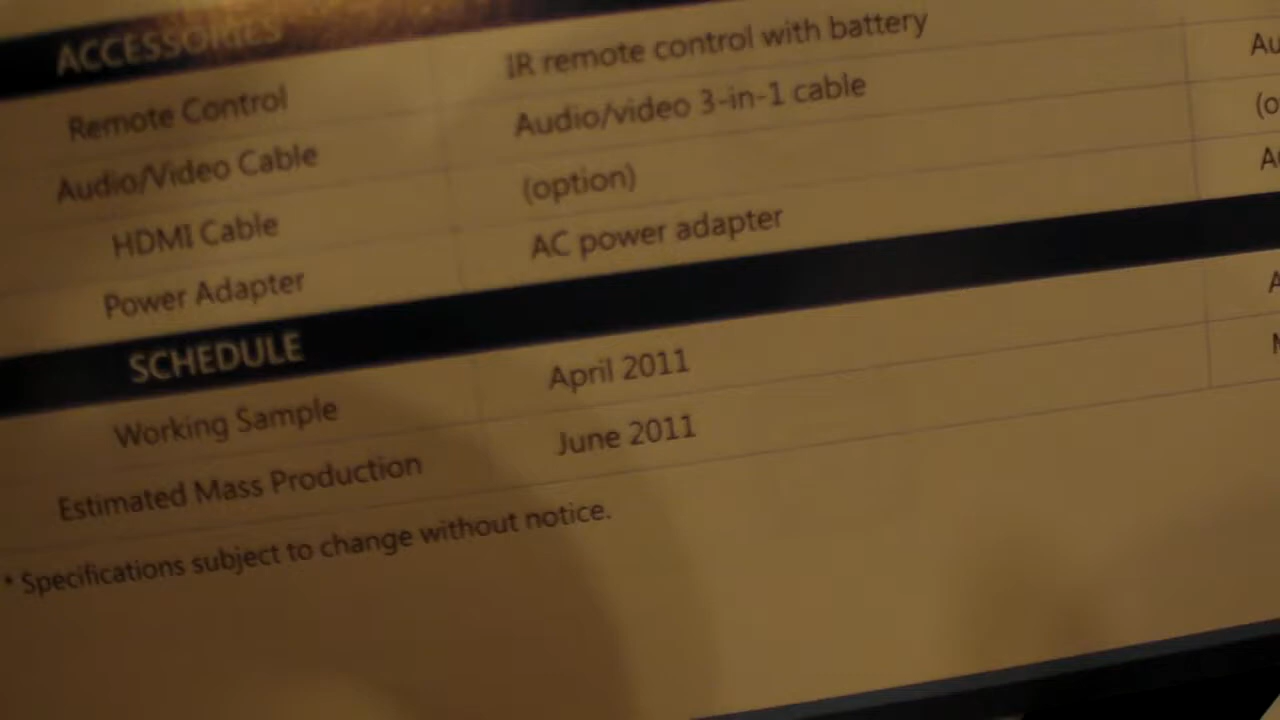 ACCESSORIES
Remote Control IR remote control with battery
Audio/Video Cable Audio/video 3-in-1 cable
HDMI Cable (option)
Power Adapter AC power adapter
SCHEDULE
Working Sample April 2011
Estimated Mass Production June 2011
* Specifications subject to change without notice.